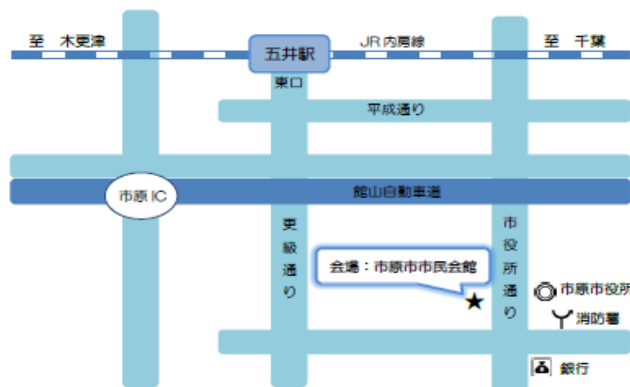 至 木更津
五井駅
JR内房線
至 千葉
東口
平成通り
市原IC
館山自動車道
更級通り
市役所通り
会場：市原市市民会館
★
市原市役所
消防署
銀行